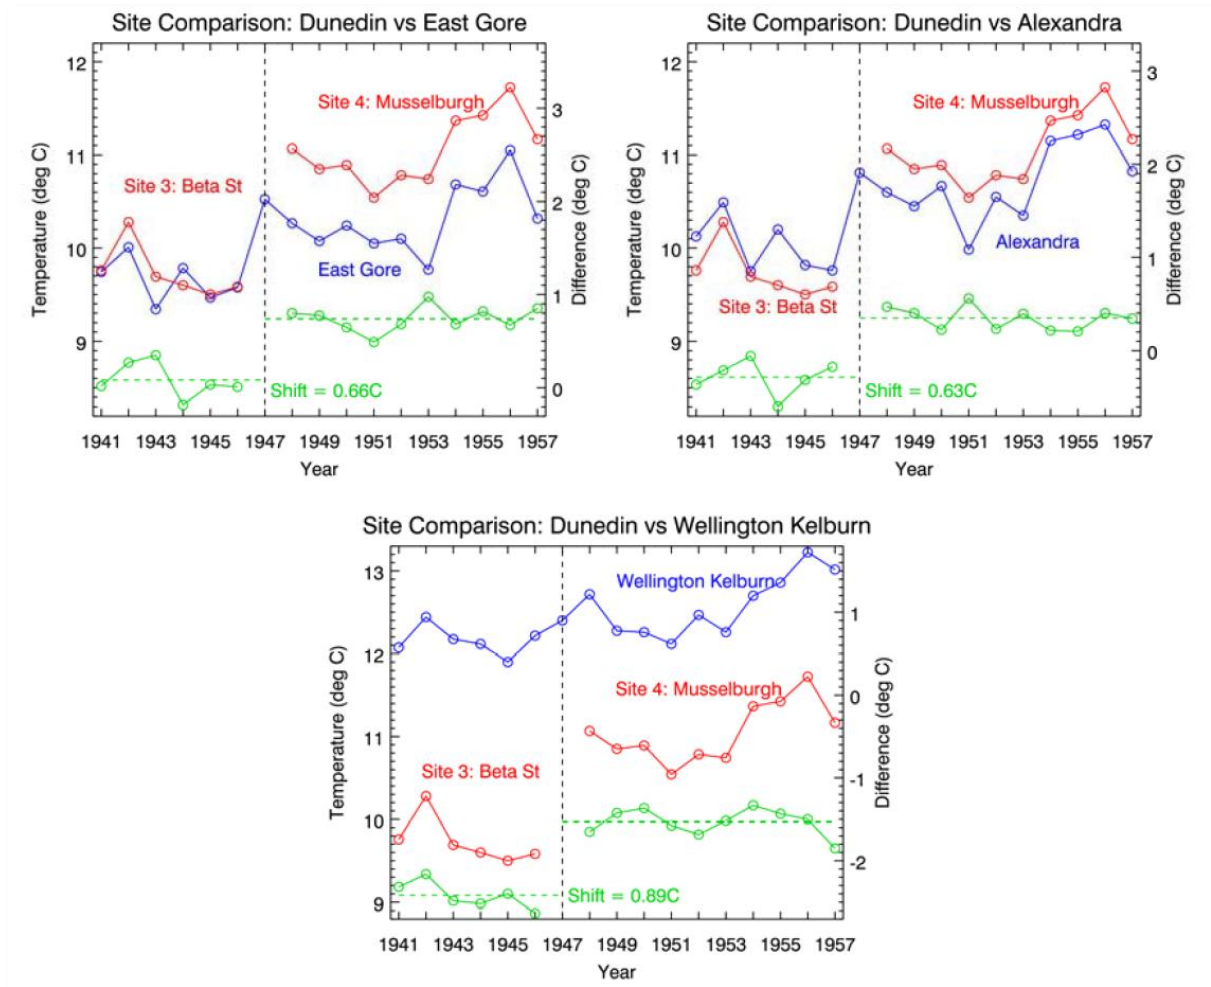 Site Comparison: Dunedin vs East Gore
12
11
10
9
Temperature (deg C)
Site 4: Musselburgh
Site 3: Beta St
East Gore
Shift = 0.66C
3
2
1
0
Difference (deg C)
1941 1943 1945 1947 1949 1951 1953 1955 1957
Year
Site Comparison: Dunedin vs Alexandra
12
11
10
9
Temperature (deg C)
Site 4: Musselburgh
Alexandra
Site 3: Beta St
Shift = 0.63C
3
2
1
0
Difference (deg C)
1941 1943 1945 1947 1949 1951 1953 1955 1957
Year
Site Comparison: Dunedin vs Wellington Kelburn
13
12
11
10
9
Temperature (deg C)
Wellington Kelburn
Site 4: Musselburgh
Site 3: Beta St
Shift = 0.89C
1
0
-1
-2
Difference (deg C)
1941 1943 1945 1947 1949 1951 1953 1955 1957
Year